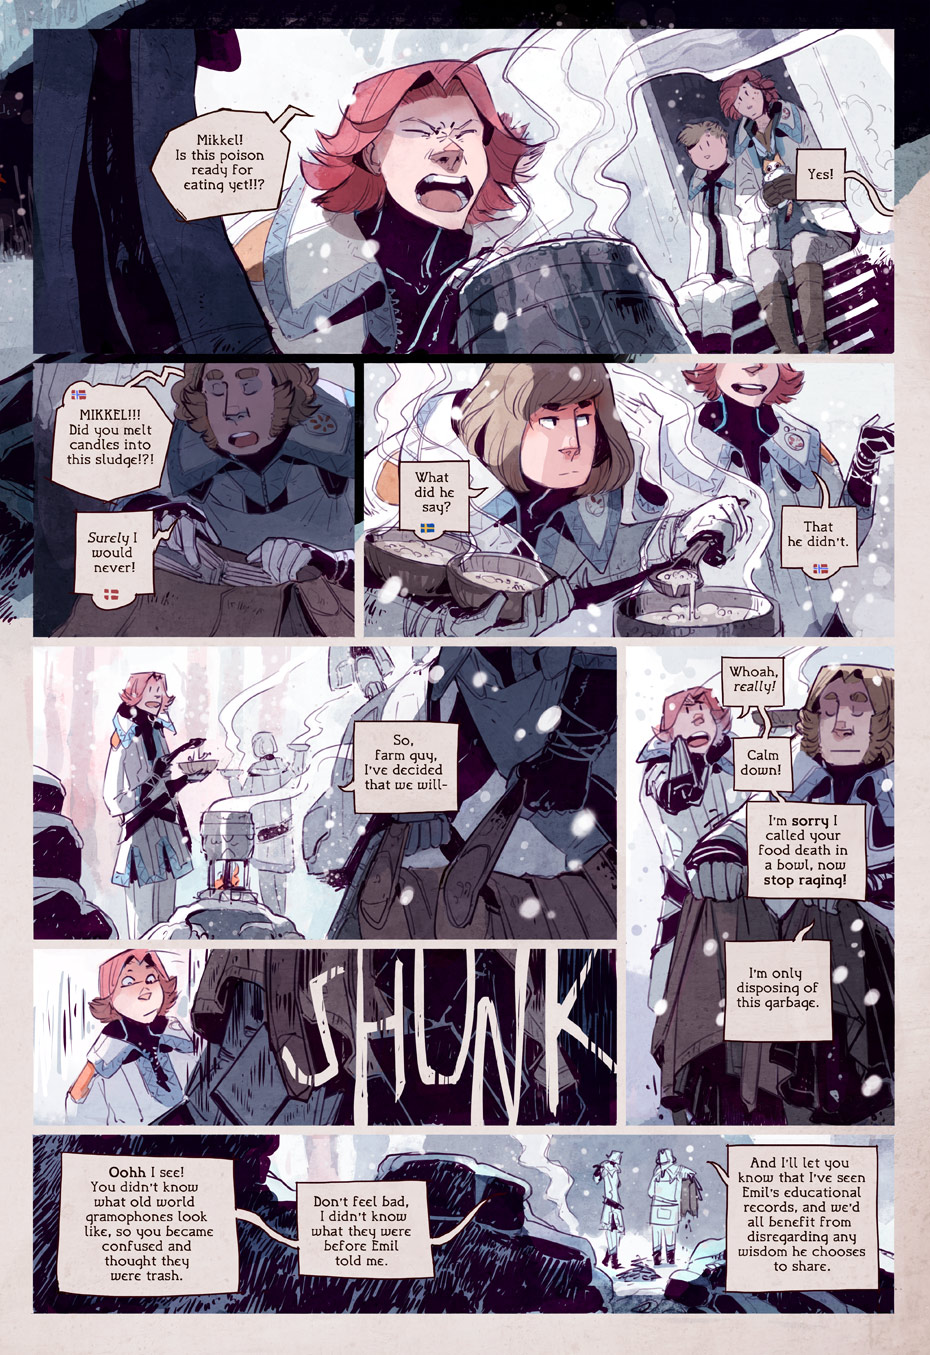 Mikkel!
Is this poison
ready for
eating yet!!?
Yes!
MIKKEL!!!
Did you melt
candles into
this sludge!?!
Surely I
would
never!
What
did he
say?
That
he didn't.
So,
farm guy,
I've decided
that we will-
Whoah,
really!
Calm
down!
I'm sorry I
called your
food death in
a bowl, now
stop raging!
I'm only
disposing of
this garbage.
SHUNK
Oohh I see!
You didn't know
what old world
gramophones look
like, so you became
confused and
thought they
were trash.
Don't feel bad,
I didn't know
what they were
before Emil
told me.
And I'll let you
know that I've seen
Emil's educational
records, and we'd
all benefit from
disregarding any
wisdom he chooses
to share.